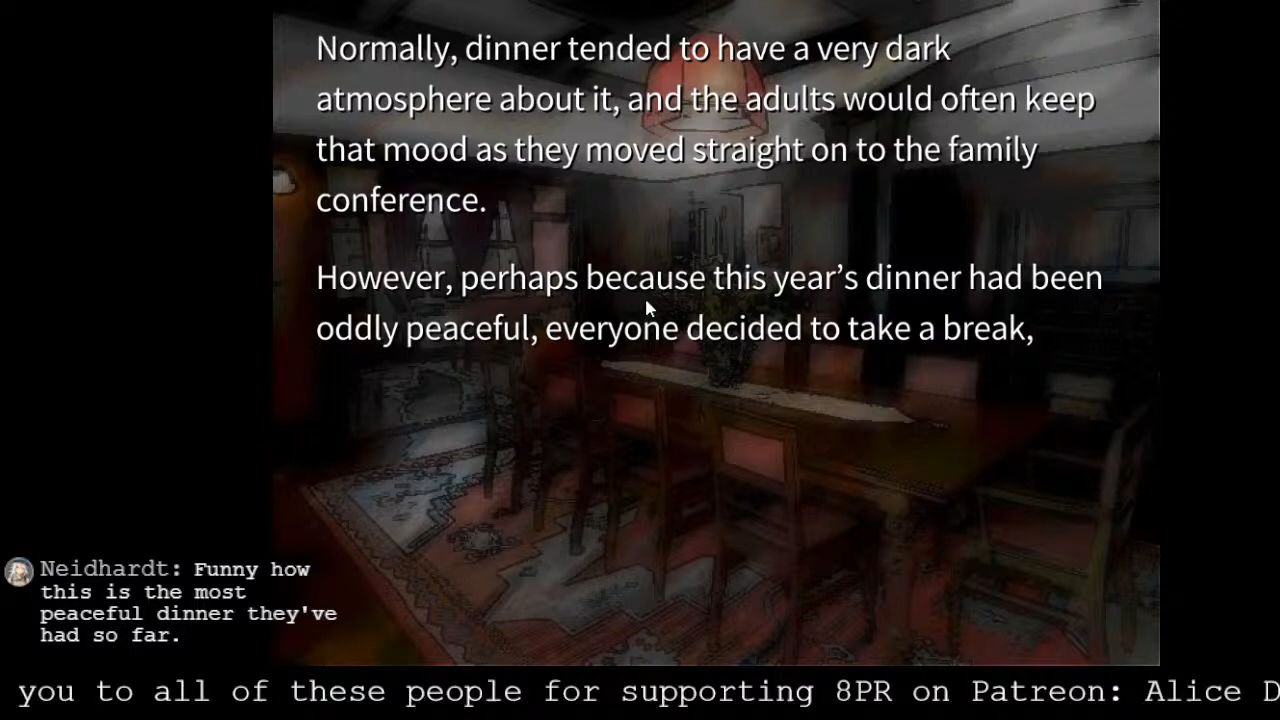 Normally, dinner tended to have a very dark
atmosphere about it, and the adults would often keep
that mood as they moved straight on to the family
conference.
However, perhaps because this year’s dinner had been
oddly peaceful, everyone decided to take a break,
Neidhardt: Funny how
this is the most
peaceful dinner they've
had so far.
you to all of these people for supporting 8PR on Patreon: Alice D